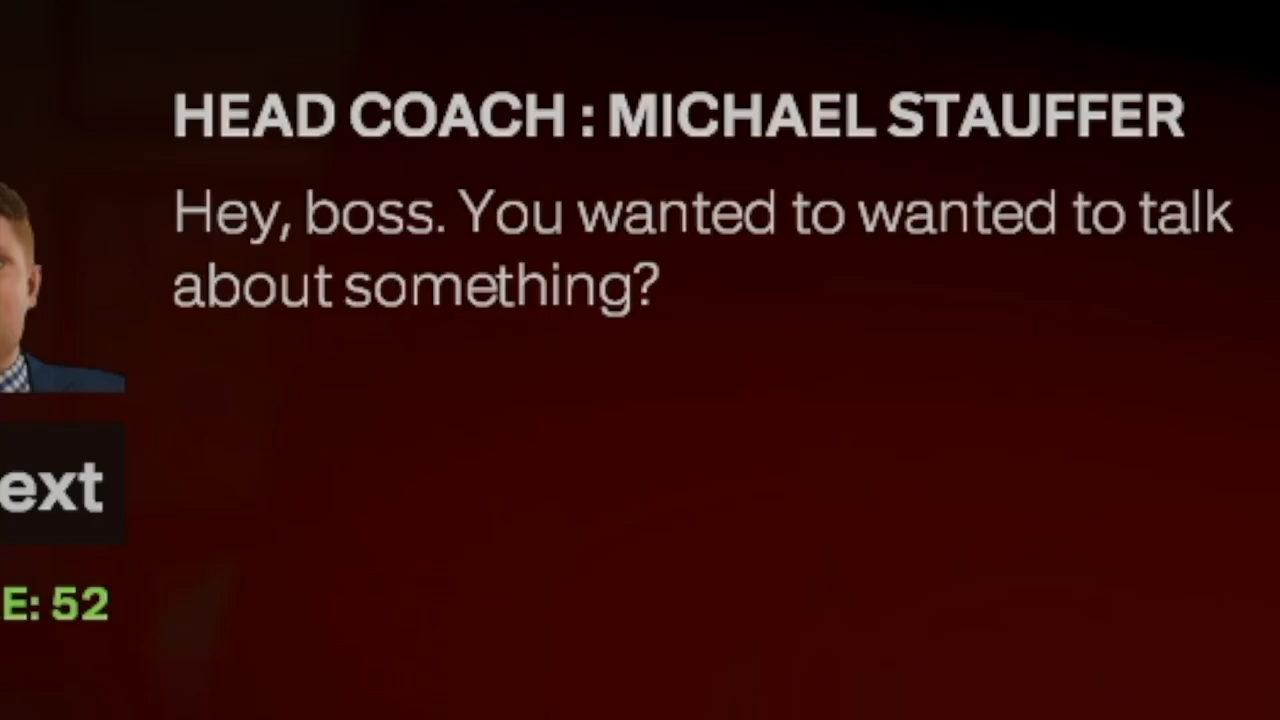 HEAD COACH : MICHAEL STAUFFER
Hey, boss. You wanted to wanted to talk
about something?
ext
E: 52